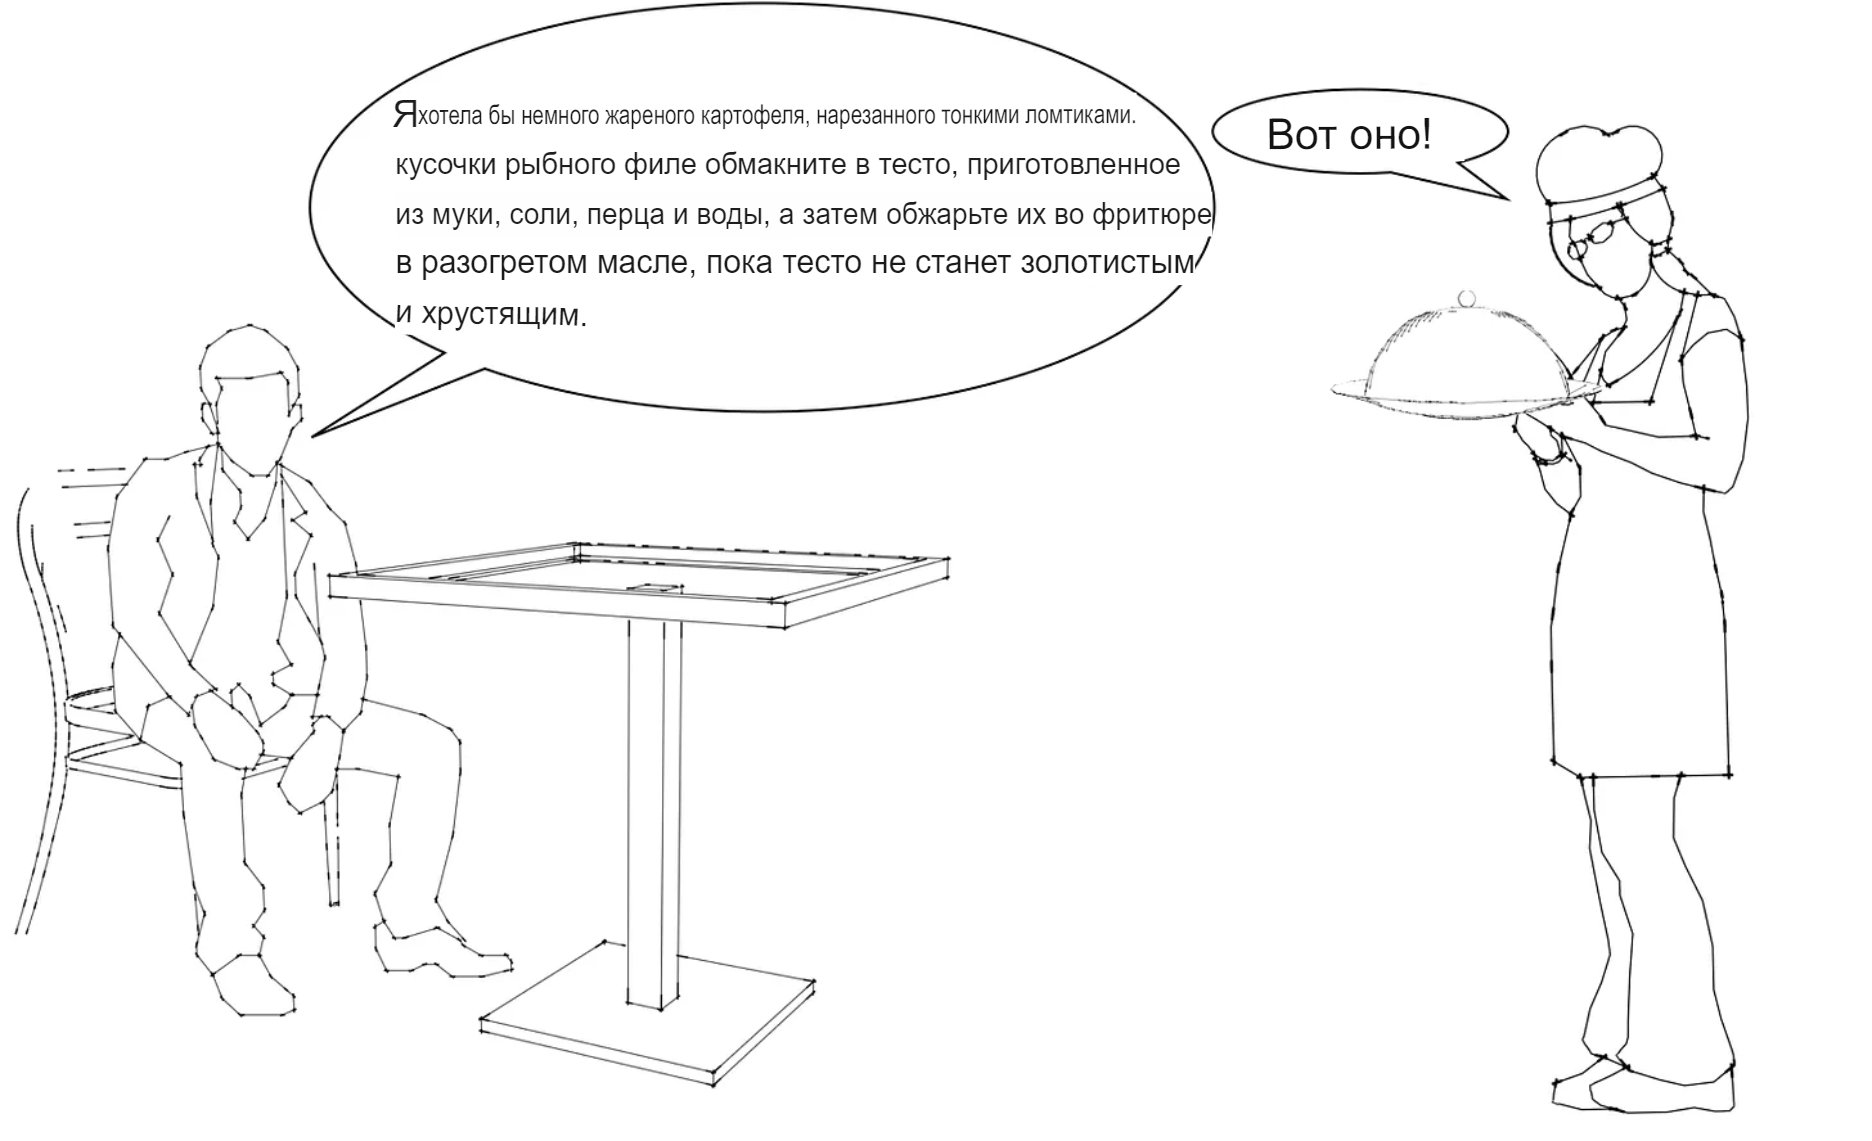 Яхотела бы немного жареного картофеля, нарезанного тонкими ломтиками.
кусочки рыбного филе обмакните в тесто, приготовленное
из муки, соли, перца и воды, а затем обжарьте их во фритюре
в разогретом масле, пока тесто не станет золотистым
и хрустящим.
Вот оно!